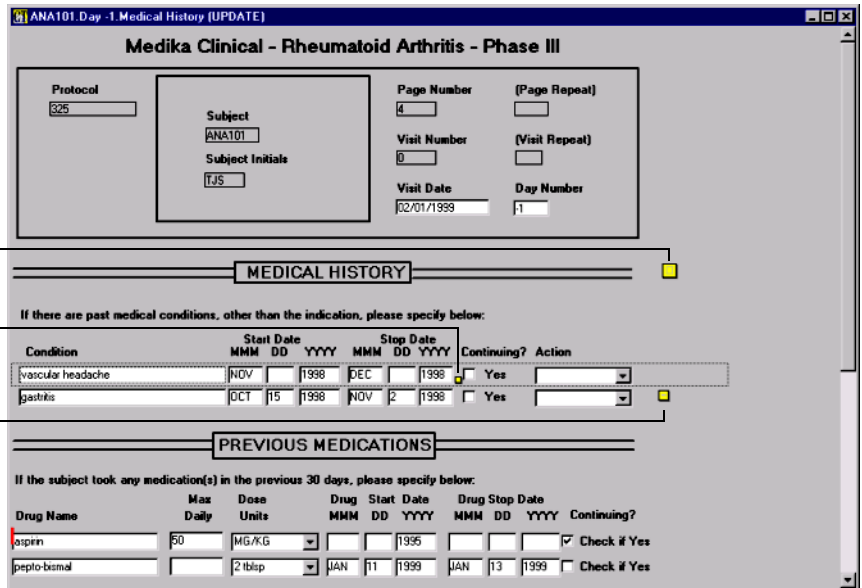 ANA101.Day -1.Medical History (UPDATE)
Medika Clinical - Rheumatoid Arthritis - Phase III
Protocol
325
Subject
ANA101
Subject Initials
TJS
Page Number
4
(Page Repeat)
Visit Number
0
(Visit Repeat)
Visit Date
02/01/1999
Day Number
-1
MEDICAL HISTORY
If there are past medical conditions, other than the indication, please specify below:
Start Date Stop Date
Condition MMM DD YYYY MMM DD YYYY Continuing? Action
vascular headache NOV 1998 DEC 1998 Yes
gastritis OCT 15 1998 NOV 2 1998 Yes
PREVIOUS MEDICATIONS
If the subject took any medication(s) in the previous 30 days, please specify below:
Max Dose Drug Start Date Drug Stop Date
Drug Name Daily Units MMM DD YYYY MMM DD YYYY Continuing?
aspirin 50 MG/KG 1995 Check if Yes
pepto-bismal 2 tblsp JAN 11 1999 JAN 13 1999 Check if Yes